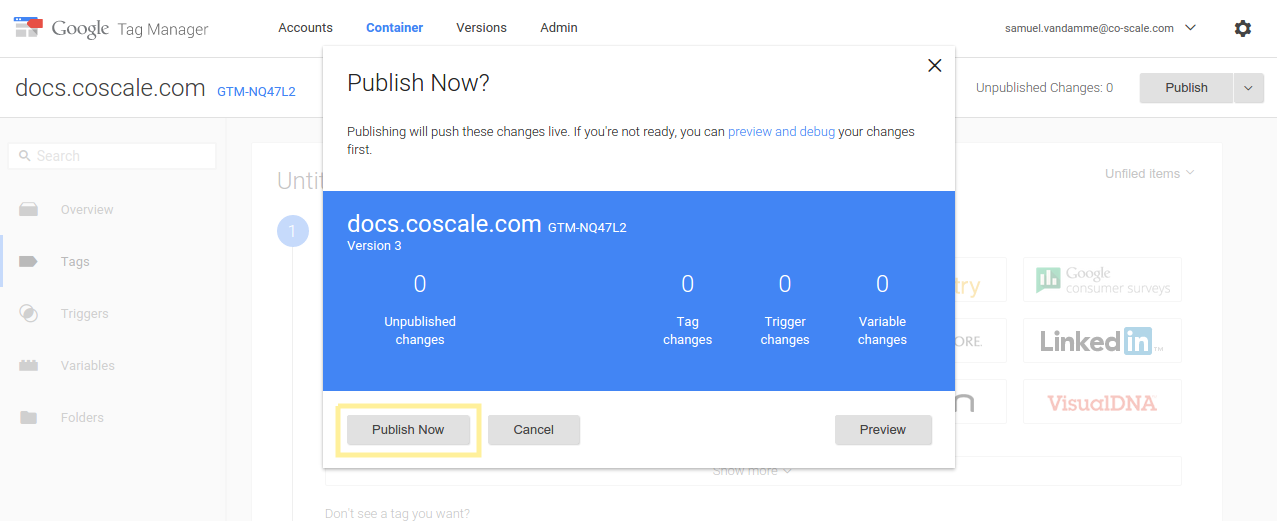 Google Tag Manager
Accounts
Container
Versions
Admin
samuel.vandamme@co-scale.com
docs.coscale.com GTM-NQ47L2
Unpublished Changes: 0
Publish
Search
Overview
Tags
Triggers
Variables
Folders
Unfiled items
1
Publish Now?
Publishing will push these changes live. If you're not ready, you can preview and debug your changes
first.
docs.coscale.com GTM-NQ47L2
Version 3
0
Unpublished
changes
0
Tag
changes
0
Trigger
changes
0
Variable
changes
Publish Now
Cancel
Preview
Google
consumer surveys
LinkedIn™
VisualDNA
Show more
Don't see a tag you want?